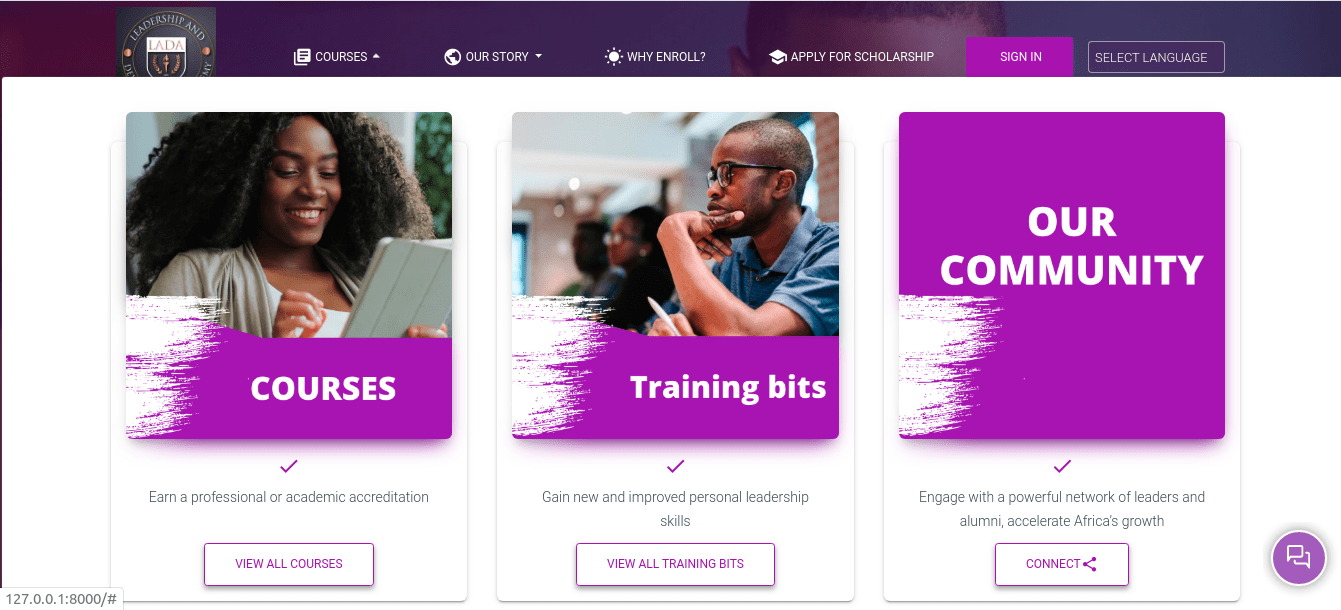 LEADERSHIP AND
LADA
COURSES
OUR STORY
WHY ENROLL?
APPLY FOR SCHOLARSHIP
SIGN IN
SELECT LANGUAGE
COURSES
Training bits
OUR
COMMUNITY
Earn a professional or academic accreditation
Gain new and improved personal leadership
skills
Engage with a powerful network of leaders and
alumni, accelerate Africa's growth
VIEW ALL COURSES
VIEW ALL TRAINING BITS
CONNECT
127.0.0.1:8000/#